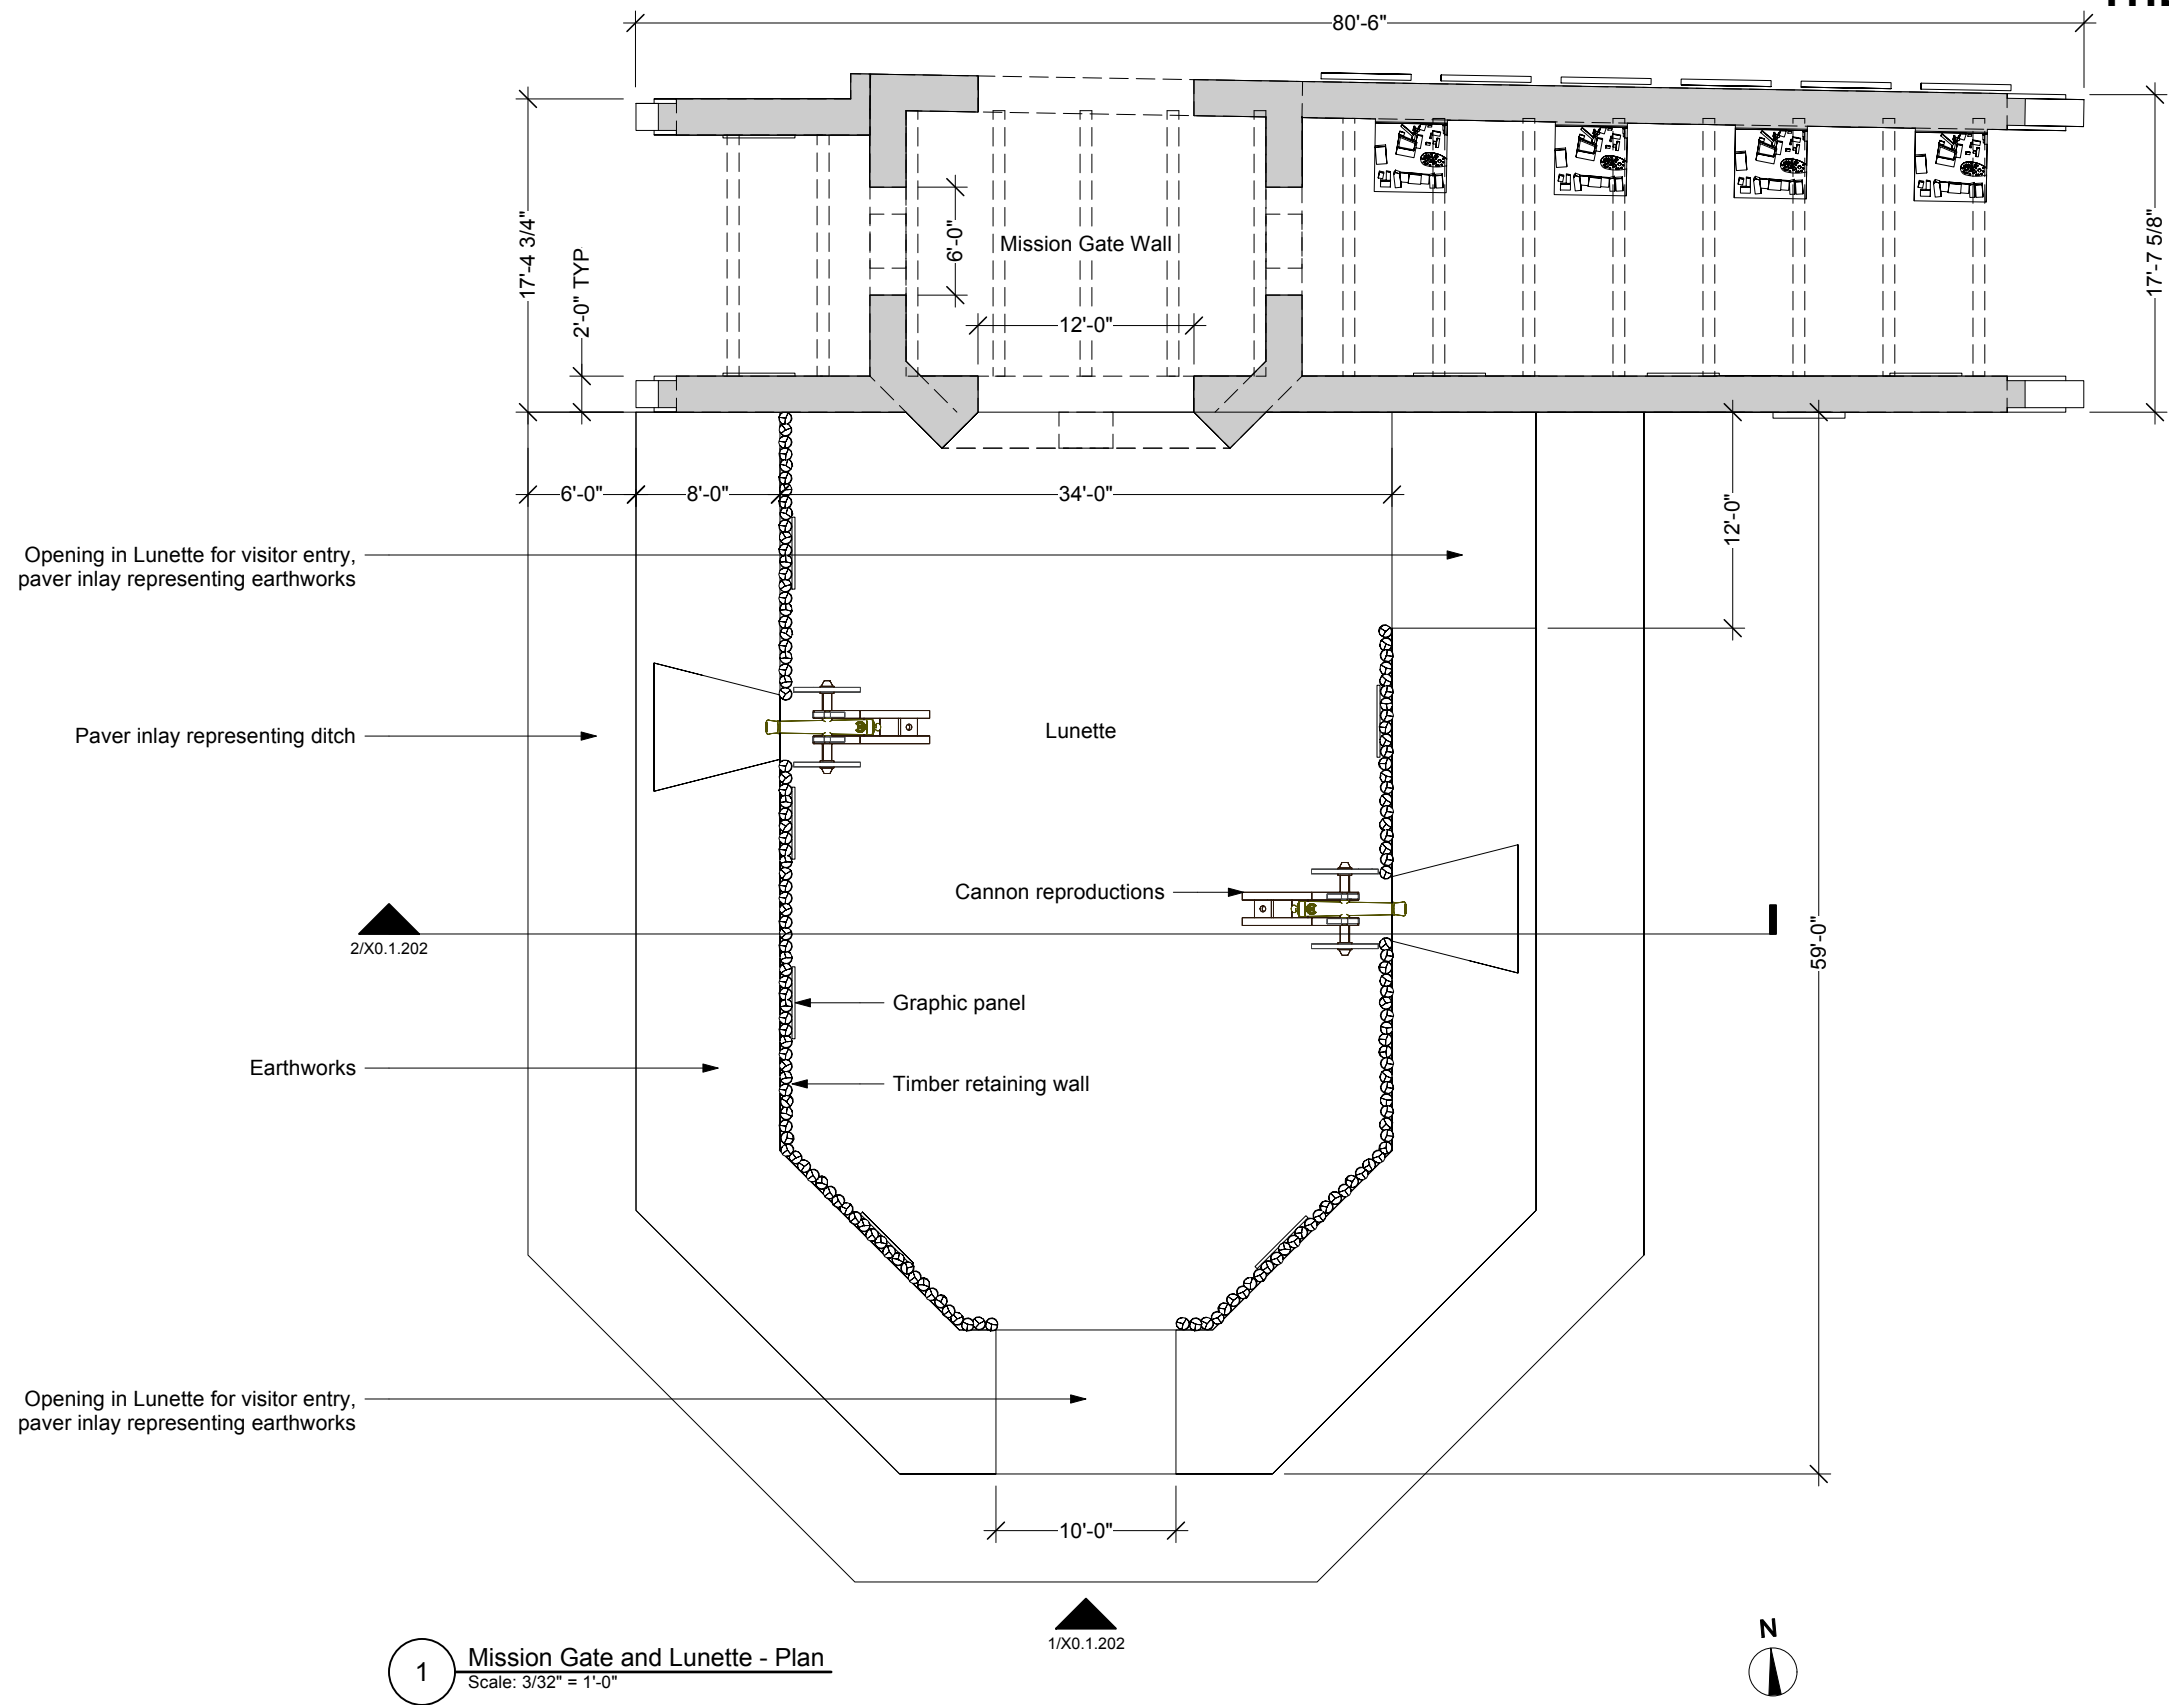 80'-6"
17'-4 3/4"
2'-0" TYP
6'-0"
Mission Gate Wall
12'-0"
17'-7 5/8"
6'-0"
8'-0"
34'-0"
12'-0"
Opening in Lunette for visitor entry,
paver inlay representing earthworks
Paver inlay representing ditch
Lunette
Cannon reproductions
2/X0.1.202
59'-0"
Graphic panel
Earthworks
Timber retaining wall
Opening in Lunette for visitor entry,
paver inlay representing earthworks
10'-0"
1/X0.1.202
N
1
Mission Gate and Lunette - Plan
Scale: 3/32" = 1'-0"